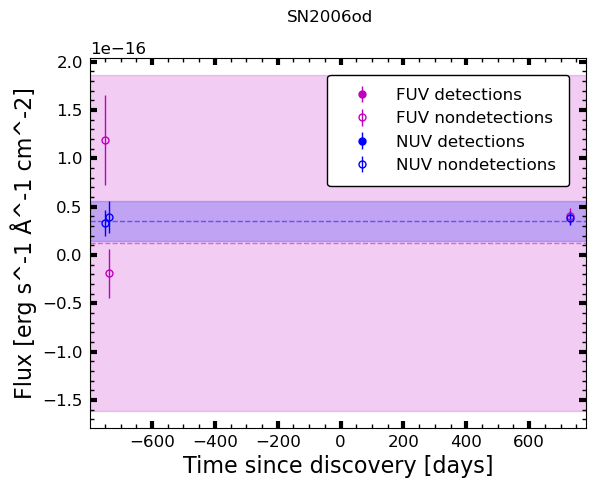 SN2006od
1e−16
2.0
1.5
1.0
0.5
0.0
−0.5
−1.0
−1.5
Flux [erg s^-1 Å^-1 cm^-2]
FUV detections
FUV nondetections
NUV detections
NUV nondetections
−600 −400 −200 0 200 400 600
Time since discovery [days]